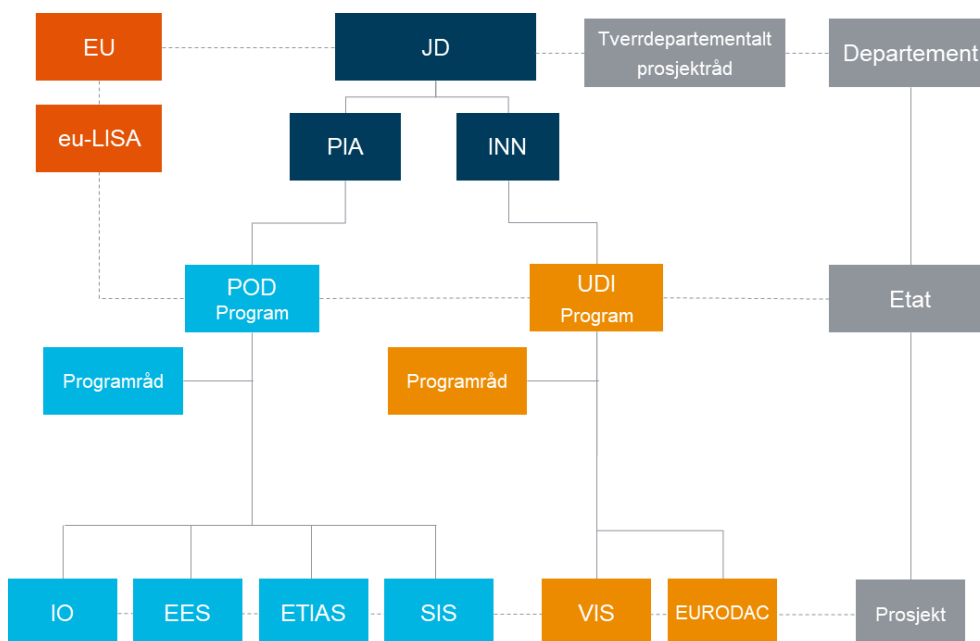 EU
JD
Tverrdepartementalt
prosjektråd
Departement
eu-LISA
PIA
INN
POD
Program
UDI
Program
Etat
Programråd
Programråd
IO
EES
ETIAS
SIS
VIS
EURODAC
Prosjekt